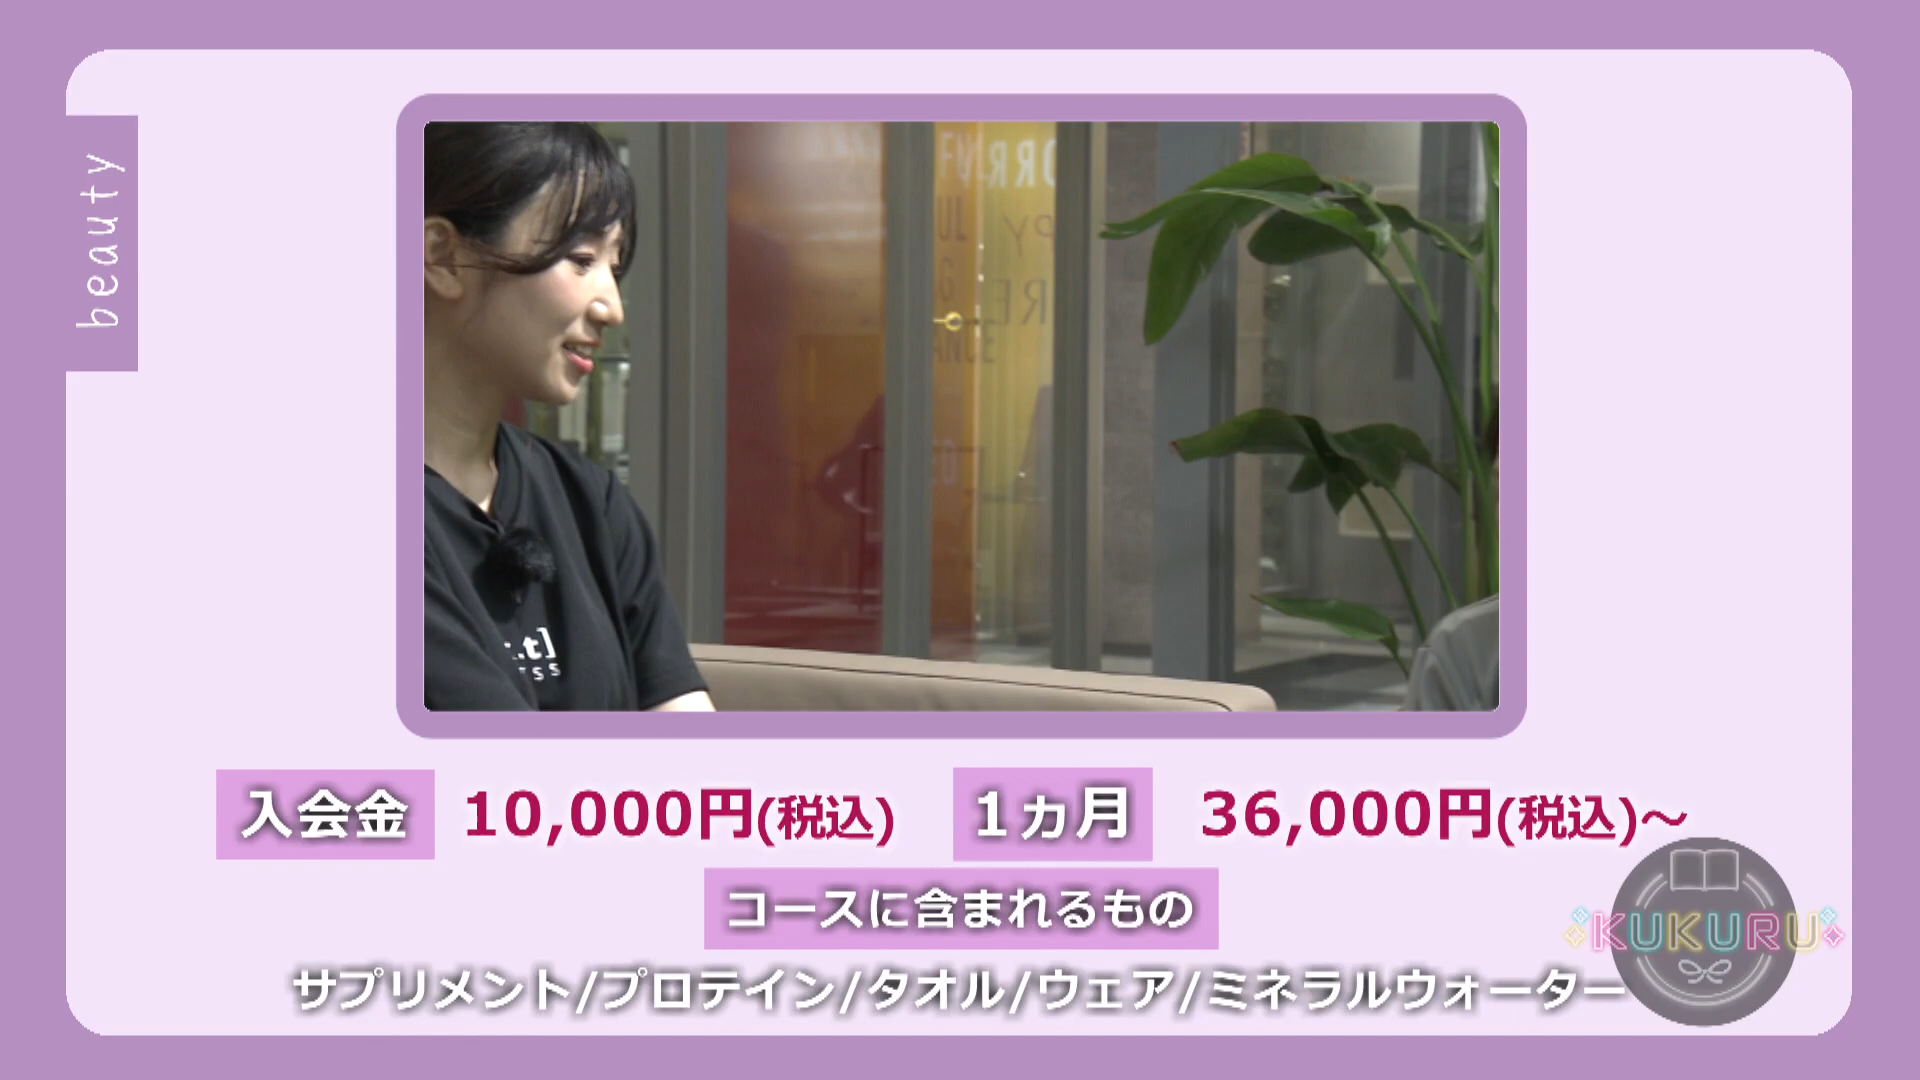 beauty
入会金 10,000円(税込) 1ヵ月 36,000円(税込)～
コースに含まれるもの
サプリメント/プロテイン/タオル/ウェア/ミネラルウォーター
KUKURU
.t]
SS